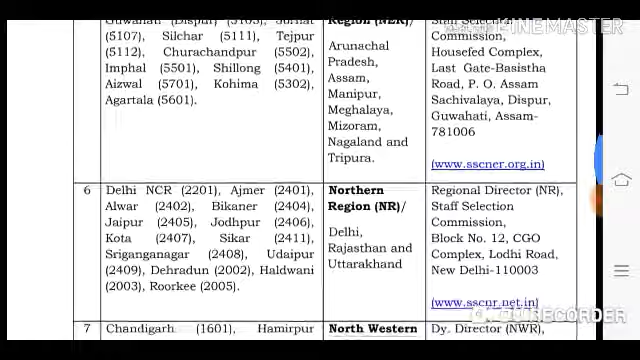 Guwahati (Dispur) (5105) Jorhat
(5107), Silchar (5111), Tejpur
(5112), Churachandpur (5502)
Imphal (5501), Shillong (5401),
Aizwal (5701), Kohima (5302),
Agartala (5601).
Region (NER)/
Arunachal
Pradesh,
Assam,
Manipur,
Meghalaya,
Mizoram,
Nagaland and
Tripura.
Staff Selection
Commission,
Housefed Complex,
Last Gate-Basistha
Road, P. O. Assam
Sachivalaya, Dispur,
Guwahati, Assam-
781006
(www.sscner.org.in)
6
Delhi NCR (2201), Ajmer (2401),
Alwar (2402), Bikaner (2404),
Jaipur (2405), Jodhpur (2406),
Kota (2407), Sikar (2411),
Sriganganagar (2408), Udaipur
(2409), Dehradun (2002), Haldwani
(2003), Roorkee (2005).
Northern
Region (NR)/
Delhi,
Rajasthan and
Uttarakhand
Regional Director (NR),
Staff Selection
Commission,
Block No. 12, CGO
Complex, Lodhi Road,
New Delhi-110003
(www.sscnr.net.in)
7
Chandigarh (1601), Hamirpur
North Western
Dy. Director (NWR),
RECORDER